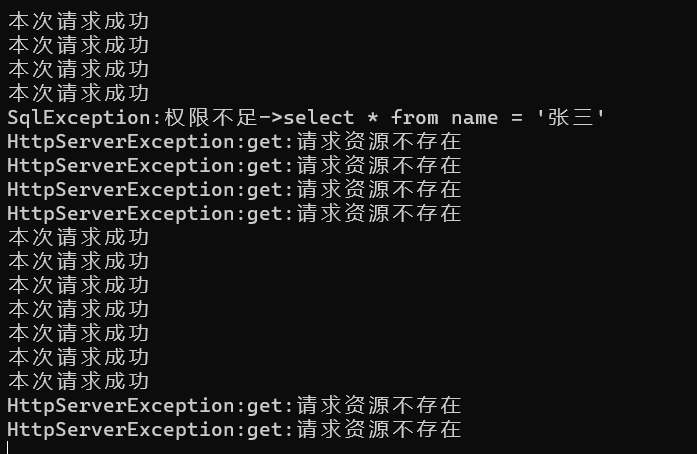 本次请求成功
本次请求成功
本次请求成功
本次请求成功
SqlException:权限不足->select * from name = '张三'
HttpServerException:get:请求资源不存在
HttpServerException:get:请求资源不存在
HttpServerException:get:请求资源不存在
HttpServerException:get:请求资源不存在
本次请求成功
本次请求成功
本次请求成功
本次请求成功
本次请求成功
本次请求成功
本次请求成功
HttpServerException:get:请求资源不存在
HttpServerException:get:请求资源不存在